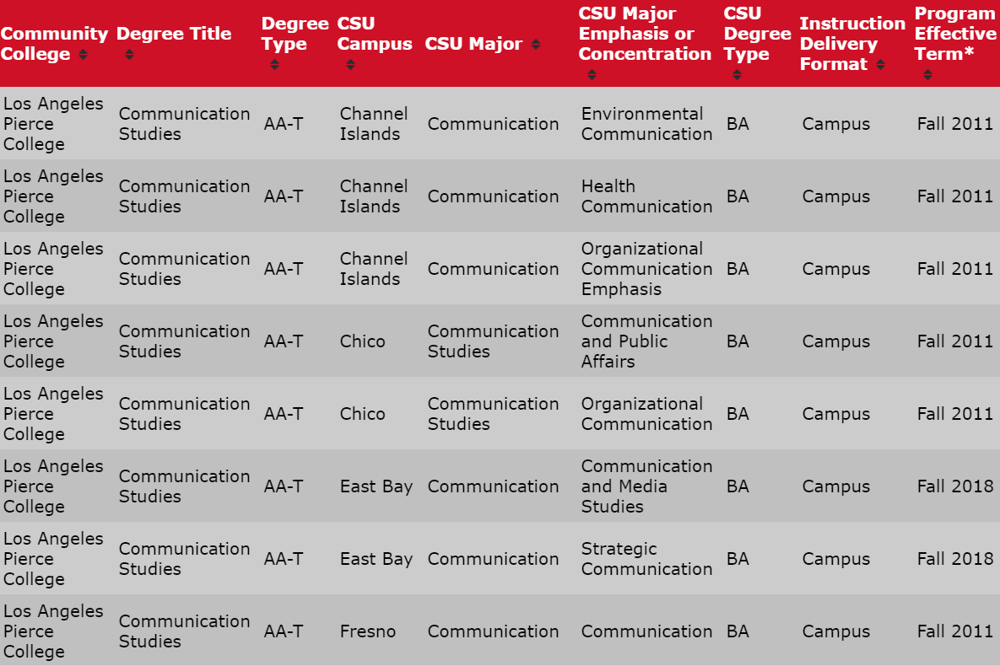 Community College | Degree Title | Degree Type | CSU Campus | CSU Major | CSU Major Emphasis or Concentration | CSU Degree Type | Instruction Delivery Format | Program Effective Term*
Los Angeles Pierce College | Communication Studies | AA-T | Channel Islands | Communication | Environmental Communication | BA | Campus | Fall 2011
Los Angeles Pierce College | Communication Studies | AA-T | Channel Islands | Communication | Health Communication | BA | Campus | Fall 2011
Los Angeles Pierce College | Communication Studies | AA-T | Channel Islands | Communication | Organizational Communication Emphasis | BA | Campus | Fall 2011
Los Angeles Pierce College | Communication Studies | AA-T | Chico | Communication Studies | Communication and Public Affairs | BA | Campus | Fall 2011
Los Angeles Pierce College | Communication Studies | AA-T | Chico | Communication Studies | Organizational Communication | BA | Campus | Fall 2011
Los Angeles Pierce College | Communication Studies | AA-T | East Bay | Communication | Communication and Media Studies | BA | Campus | Fall 2018
Los Angeles Pierce College | Communication Studies | AA-T | East Bay | Communication | Strategic Communication | BA | Campus | Fall 2018
Los Angeles Pierce College | Communication Studies | AA-T | Fresno | Communication | Communication | BA | Campus | Fall 2011